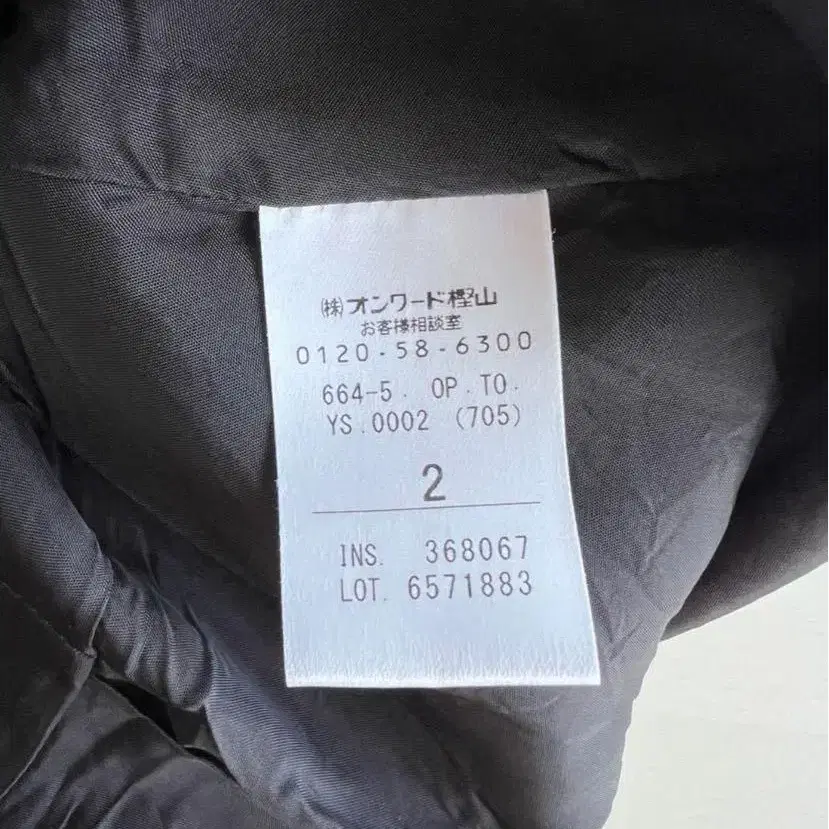 (株)オンワード樫山
お客様相談室
0120-58-6300
664-5. OP.TO.
YS.0002 (705)
2
INS. 368067
LOT. 6571883